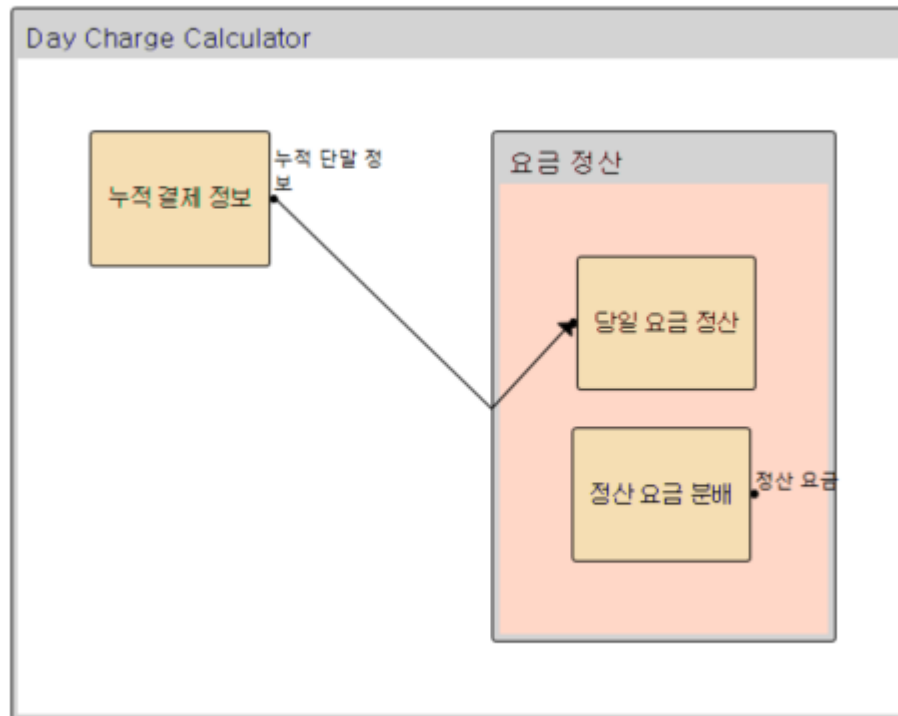 Day Charge Calculator
누적 단말 정
보
누적 결제 정보
요금 정산
당일 요금 정산
정산 요금 분배
정산 요금